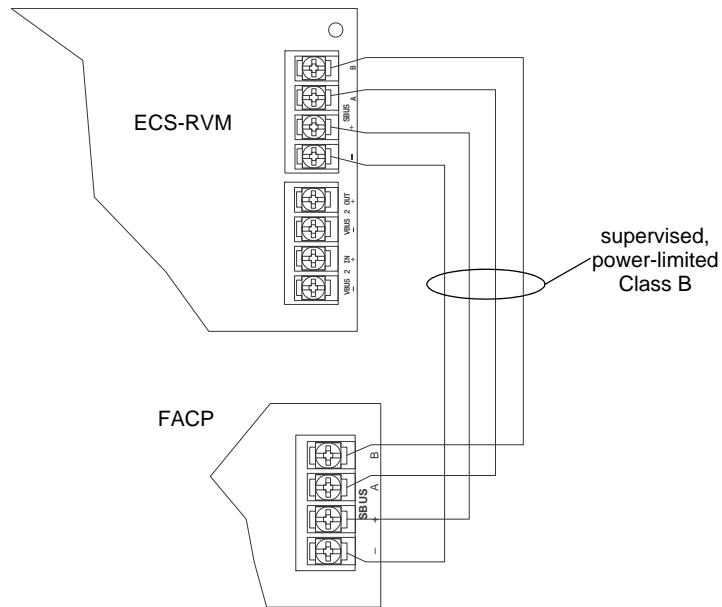 ECS-RVM
B
A
SBUS
+
–
VBUS 2 OUT
+
–
VBUS 2 IN
+
–
supervised,
power-limited
Class B
FACP
B
A
SBUS
+
–